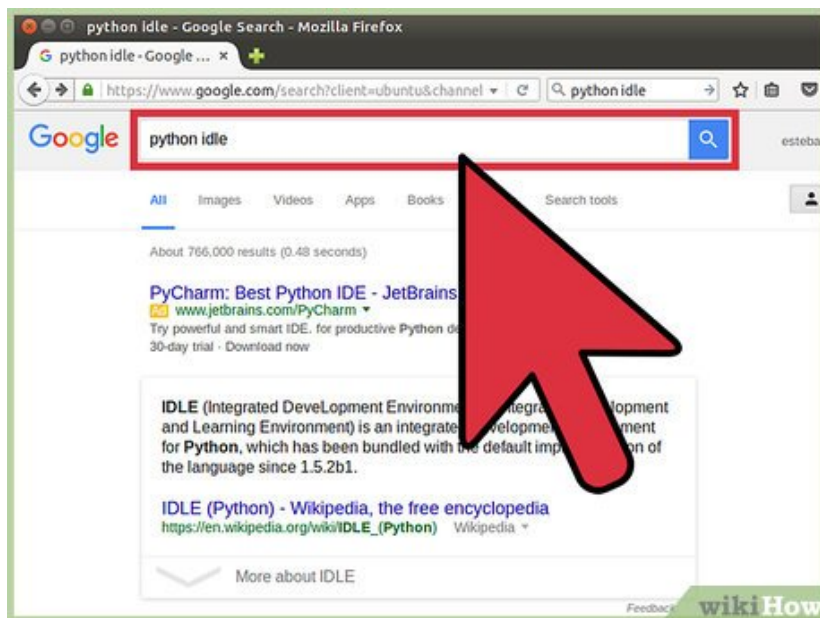 python idle - Google Search - Mozilla Firefox
G python idle - Google ... ×
https://www.google.com/search?client=ubuntu&channel
python idle
Google
python idle
esteba
All Images Videos Apps Books Search tools
About 766,000 results (0.48 seconds)
PyCharm: Best Python IDE - JetBrains
Ad www.jetbrains.com/PyCharm
Try powerful and smart IDE. for productive Python
30-day trial · Download now
IDLE (Integrated DeveLopment
and Learning Environment) is an
for Python, which has been bundled with default of
the language since 1.5.2b1.
IDLE (Python) - Wikipedia, the free encyclopedia
https://en.wikipedia.org/wiki/IDLE_(Python) Wikipedia
More about IDLE
Feedback
wikiHow